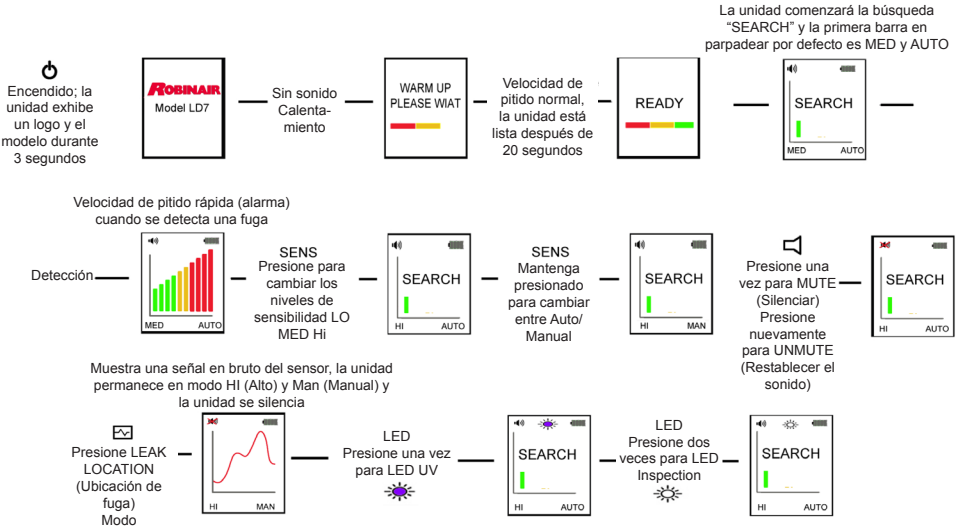 La unidad comenzará la búsqueda
“SEARCH” y la primera barra en
parpadear por defecto es MED y AUTO
Encendido; la
unidad exhibe
un logo y el
modelo durante
3 segundos
ROBINAIR
Model LD7
Sin sonido
Calenta-
miento
WARM UP
PLEASE WIAT
Velocidad de
pitido normal,
la unidad está
lista después de
20 segundos
READY
SEARCH
MED AUTO
Velocidad de pitido rápida (alarma)
cuando se detecta una fuga
Detección
MED AUTO
SENS
Presione para
cambiar los
niveles de
sensibilidad LO
MED Hi
SEARCH
HI AUTO
SENS
Mantenga
presionado
para cambiar
entre Auto/
Manual
SEARCH
HI MAN
Presione una
vez para MUTE
(Silenciar)
Presione
nuevamente
para UNMUTE
(Restablecer el
sonido)
SEARCH
HI AUTO
Muestra una señal en bruto del sensor, la unidad
permanece en modo HI (Alto) y Man (Manual) y
la unidad se silencia
Presione LEAK
LOCATION
(Ubicación de
fuga)
Modo
HI MAN
LED
Presione una vez
para LED UV
SEARCH
HI AUTO
LED
Presione dos
veces para LED
Inspection
SEARCH
HI AUTO